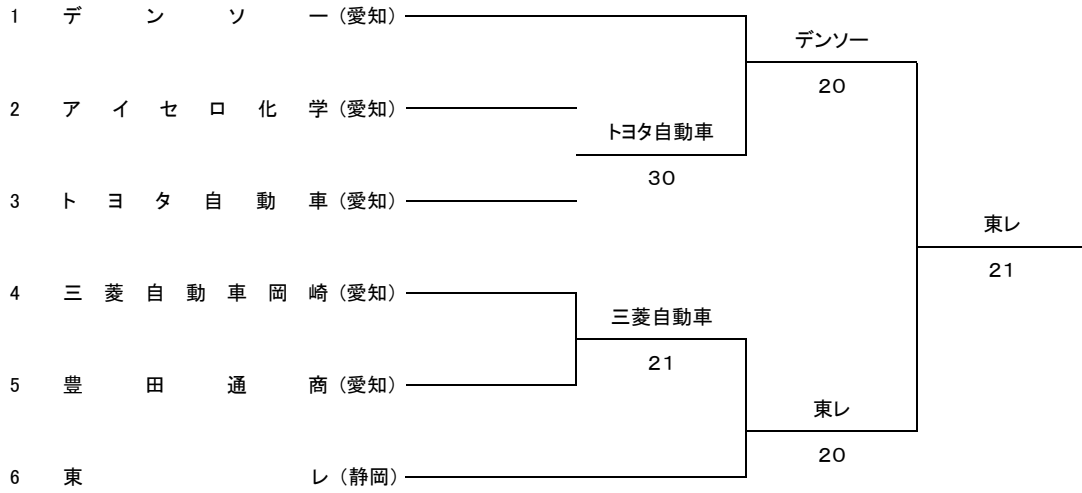 1 デンソー (愛知)
デンソー
20
2 アイセロ化学 (愛知)
トヨタ自動車
30
3 トヨタ自動車 (愛知)
東レ
21
4 三菱自動車岡崎 (愛知)
三菱自動車
21
5 豊田通商 (愛知)
東レ
20
6 東レ (静岡)